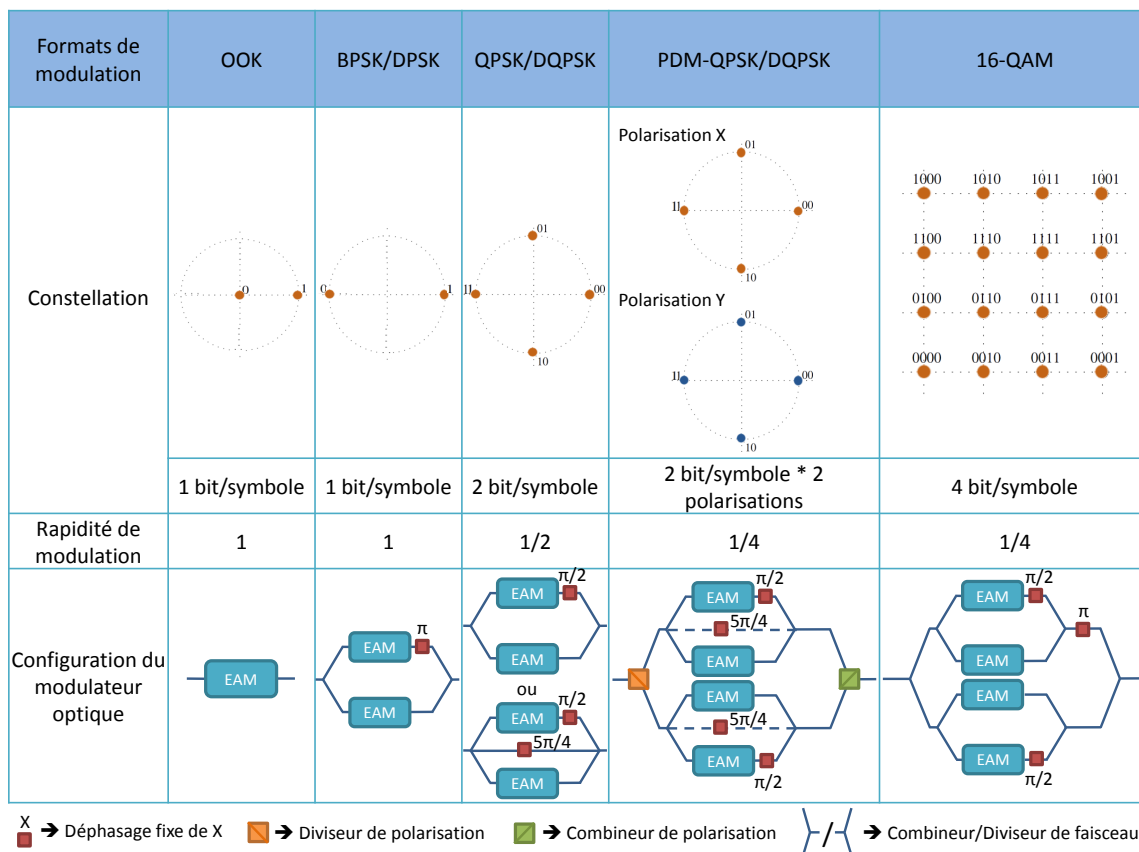 Formats de modulation
OOK
BPSK/DPSK
QPSK/DQPSK
PDM-QPSK/DQPSK
16-QAM
Constellation
0
1
0
1
01
11
00
10
Polarisation X
01
11
00
10
Polarisation Y
01
11
00
10
1000 1010 1011 1001
1100 1110 1111 1101
0100 0110 0111 0101
0000 0010 0011 0001
1 bit/symbole
1 bit/symbole
2 bit/symbole
2 bit/symbole * 2 polarisations
4 bit/symbole
Rapidité de modulation
1
1
1/2
1/4
1/4
Configuration du modulateur optique
EAM
π
EAM
EAM
π/2
EAM
EAM
ou
π/2
EAM
5π/4
EAM
π/2
EAM
5π/4
EAM
EAM
5π/4
EAM
π/2
π/2
EAM
π
EAM
EAM
EAM
π/2
X
➔ Déphasage fixe de X
➔ Diviseur de polarisation
➔ Combineur de polarisation
/
➔ Combineur/Diviseur de faisceau